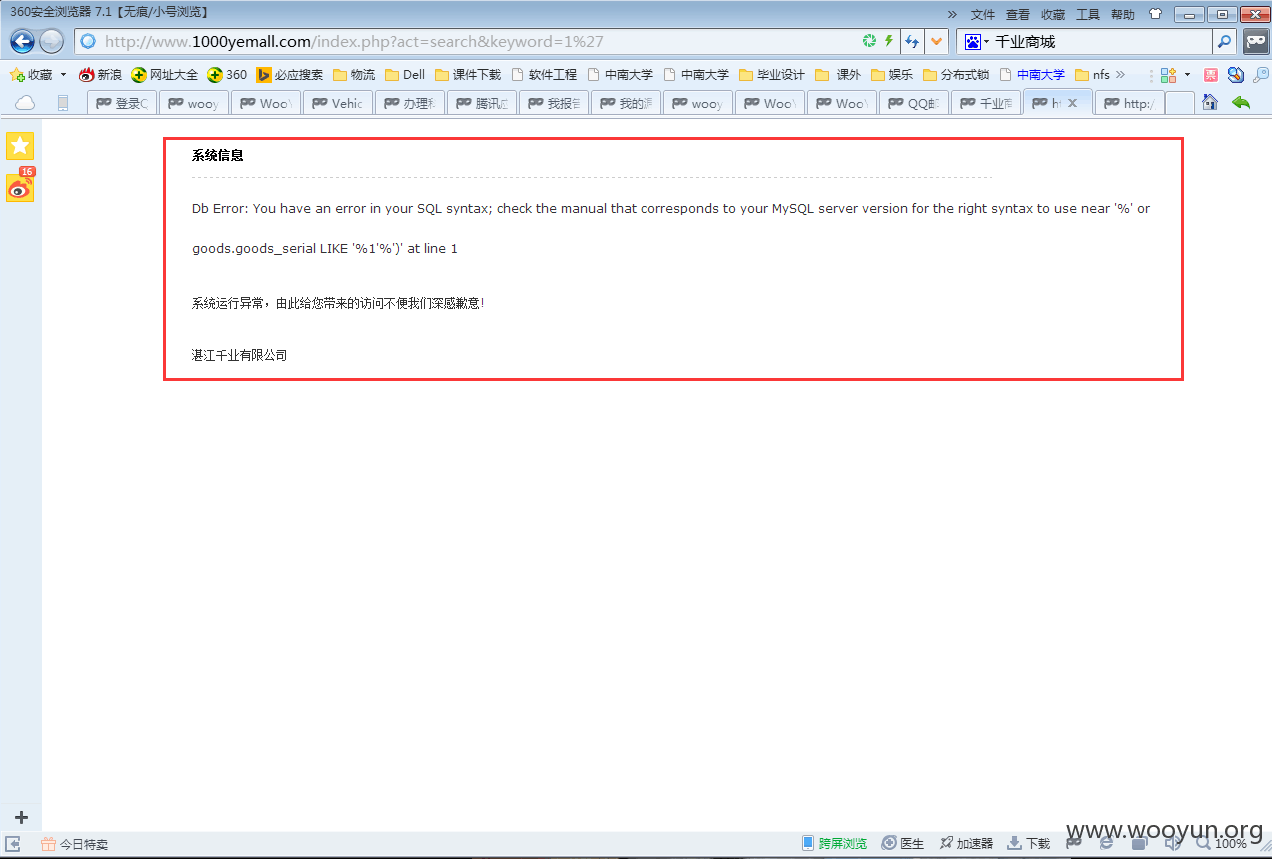 360安全浏览器 7.1【无痕/小号浏览】
» 文件 查看 收藏 工具 帮助
http://www.1000yemall.com/index.php?act=search&keyword=1%27
千业商城
收藏 新浪 网址大全 360 必应搜索 物流 Dell 课件下载 软件工程 中南大学 中南大学 毕业设计 课外 娱乐 分布式锁 中南大学 nfs »
登录 wooy Woo Vehic 办理 腾讯 我报 我的 wooy Woo Woo QQ邮 千业 http:/
16
系统信息
Db Error: You have an error in your SQL syntax; check the manual that corresponds to your MySQL server version for the right syntax to use near '%' or
goods.goods_serial LIKE '%1'%')' at line 1
系统运行异常，由此给您带来的访问不便我们深感歉意!
湛江千业有限公司
www.wooyun.org
今日特卖 跨屏浏览 医生 加速器 下载 100%